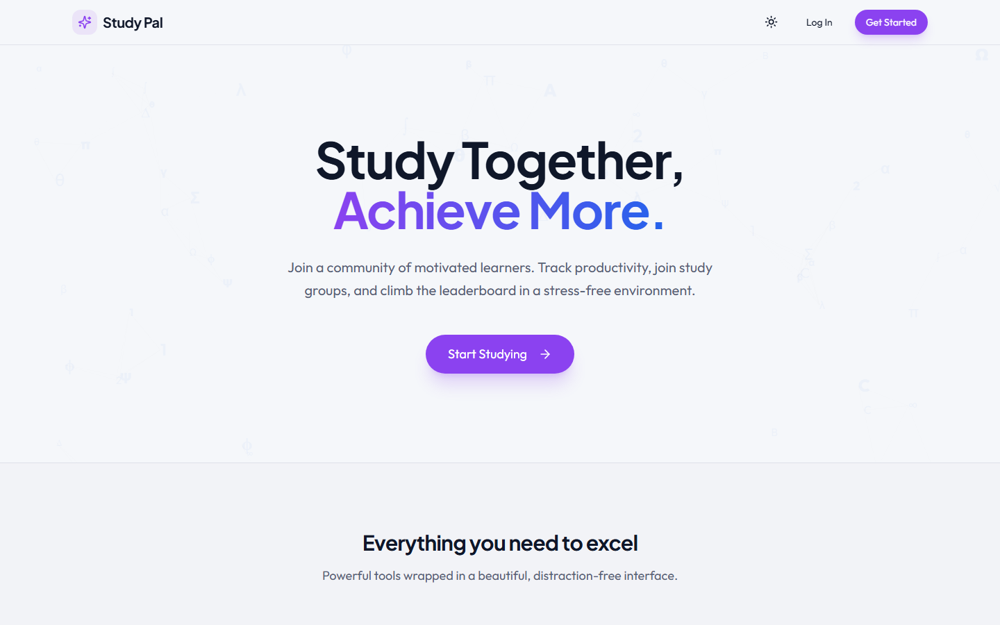 Study Pal
Log In
Get Started
Study Together,
Achieve More.
Join a community of motivated learners. Track productivity, join study
groups, and climb the leaderboard in a stress-free environment.
Start Studying
Everything you need to excel
Powerful tools wrapped in a beautiful, distraction-free interface.